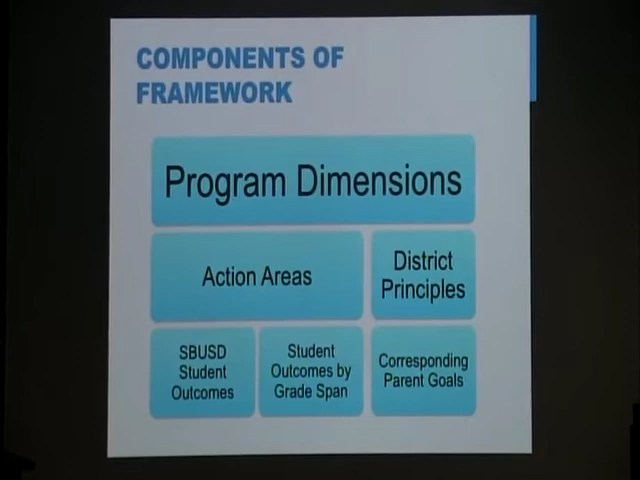 COMPONENTS OF
FRAMEWORK
Program Dimensions
Action Areas
District
Principles
SBUSD
Student
Outcomes
Student
Outcomes by
Grade Span
Corresponding
Parent Goals